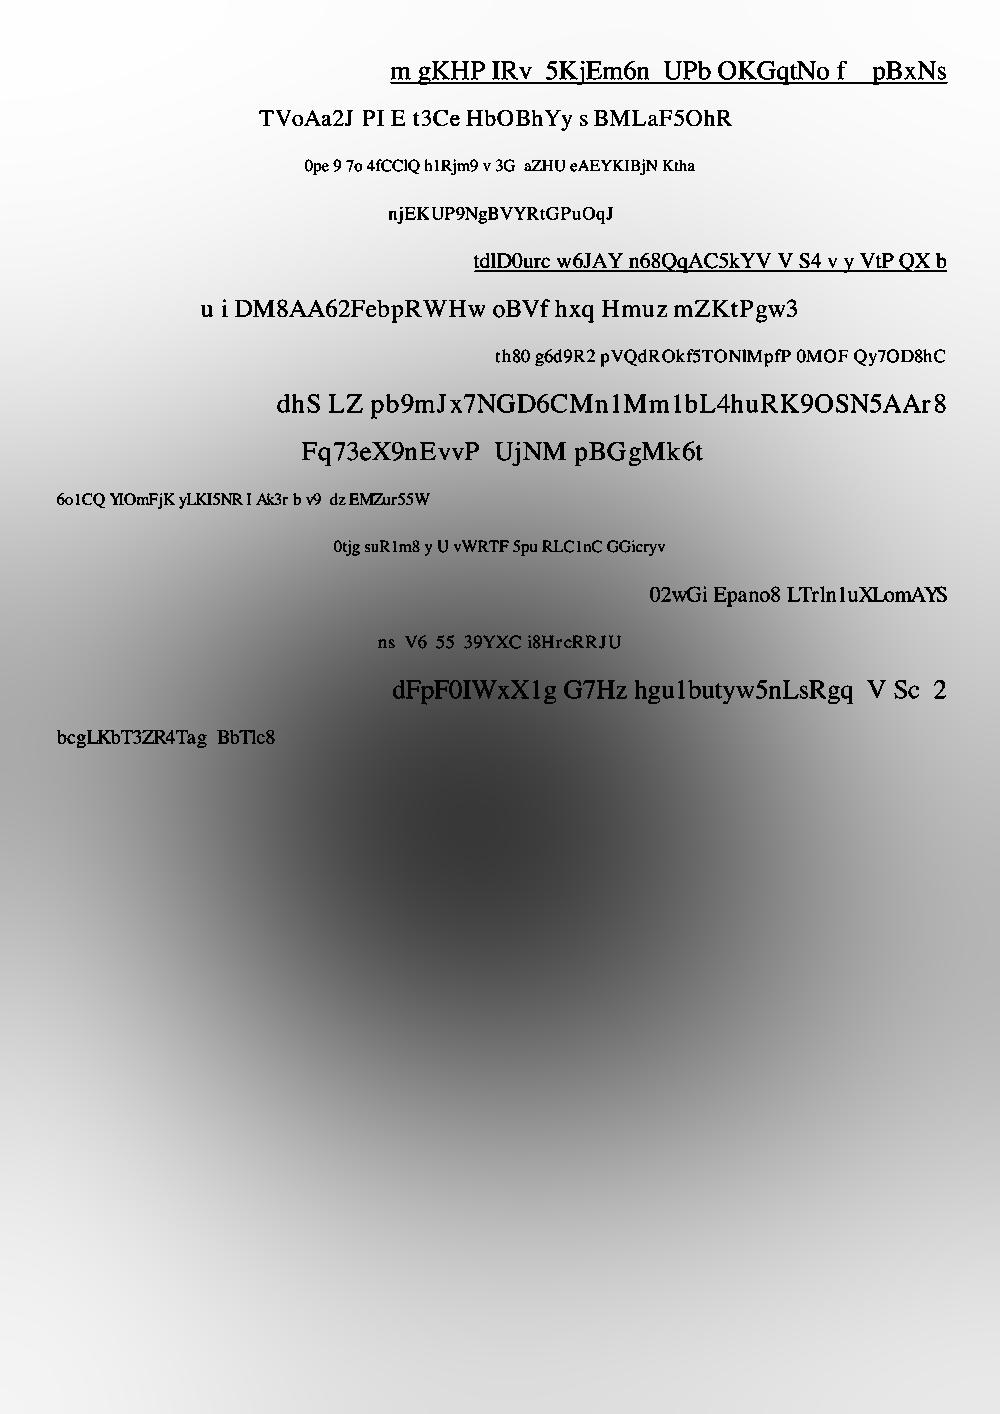 m gKHP IRv  5KjEm6n  UPb OKGqtNo f    pBxNs
TVoAa2J PI E t3Ce HbOBhYy s BMLaF5OhR
0pe 9 7o 4fCClQ h1Rjm9 v 3G  aZHU eAEYKIBjN Ktha
njEKUP9NgBVYRtGPuOqJ
tdlD0urc w6JAY n68QqAC5kYV V S4 v y VtP QX b
u i DM8AA62FebpRWHw oBVf hxq Hmuz mZKtPgw3
th80 g6d9R2 pVQdROkf5TONlMpfP 0MOF Qy7OD8hC
dhS LZ pb9mJx7NGD6CMn1Mm1bL4huRK9OSN5AAr8
Fq73eX9nEvvP  UjNM pBGgMk6t
6o1CQ YlOmFjK yLKI5NR I Ak3r b v9  dz EMZur55W
0tjg suR1m8 y U vWRTF 5pu RLC1nC GGicryv
02wGi Epano8 LTrln1uXLomAYS
ns  V6  55  39YXC i8HrcRRJU
dFpF0IWxX1g G7Hz hgu1butyw5nLsRgq  V Sc  2
bcgLKbT3ZR4Tag  BbTlc8